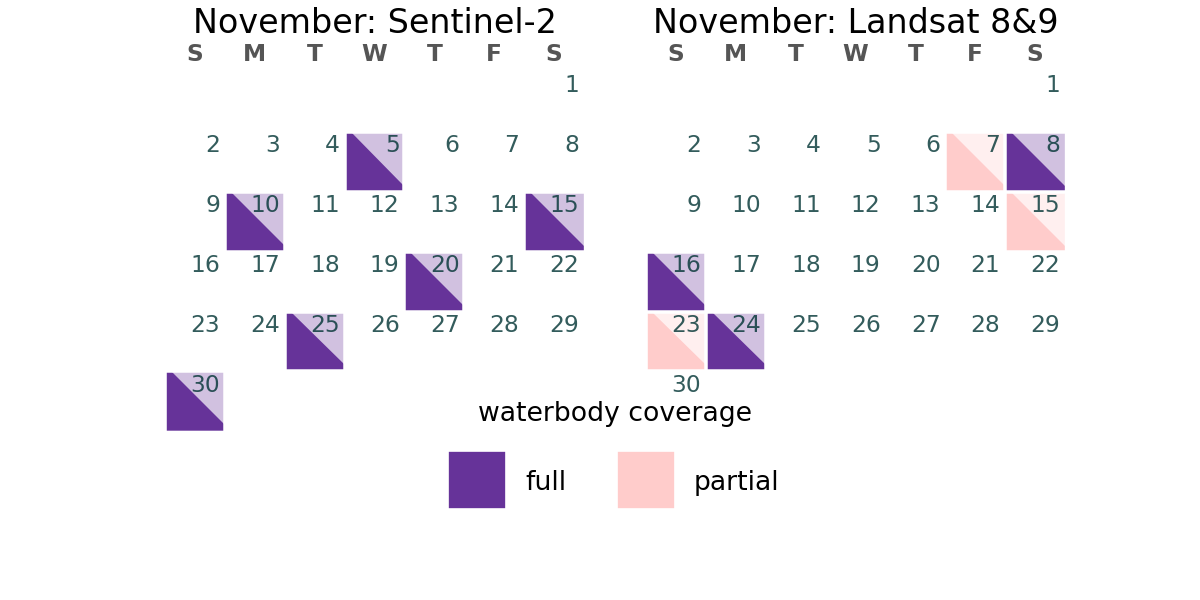 November: Sentinel-2
S M T W T F S
1
2 3 4 5 6 7 8
9 10 11 12 13 14 15
16 17 18 19 20 21 22
23 24 25 26 27 28 29
30
November: Landsat 8&9
S M T W T F S
1
2 3 4 5 6 7 8
9 10 11 12 13 14 15
16 17 18 19 20 21 22
23 24 25 26 27 28 29
30
waterbody coverage
full partial